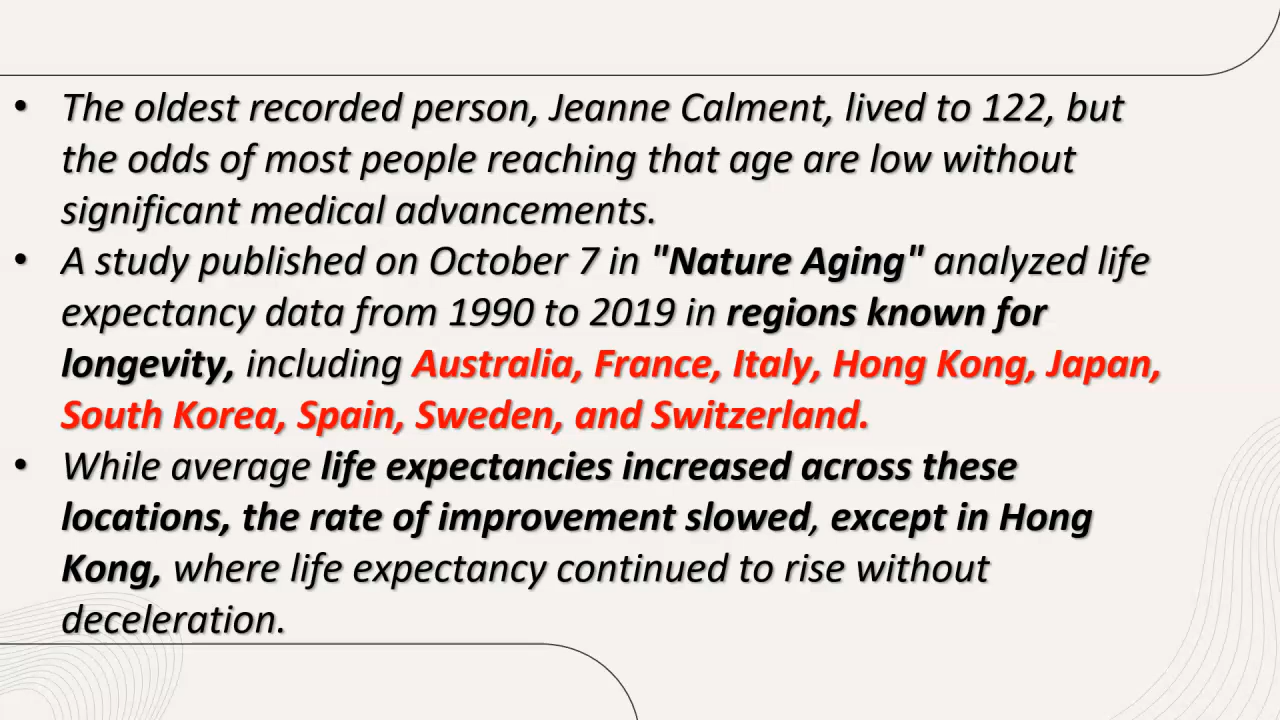 • The oldest recorded person, Jeanne Calment, lived to 122, but
the odds of most people reaching that age are low without
significant medical advancements.
• A study published on October 7 in "Nature Aging" analyzed life
expectancy data from 1990 to 2019 in regions known for
longevity, including Australia, France, Italy, Hong Kong, Japan,
South Korea, Spain, Sweden, and Switzerland.
• While average life expectancies increased across these
locations, the rate of improvement slowed, except in Hong
Kong, where life expectancy continued to rise without
deceleration.